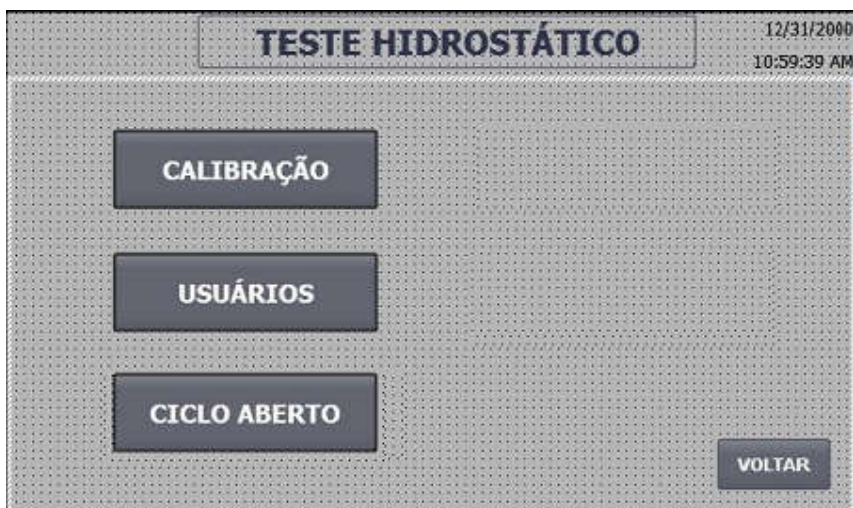 TESTE HIDROSTÁTICO
12/31/2000
10:59:39 AM
CALIBRAÇÃO
USUÁRIOS
CICLO ABERTO
VOLTAR